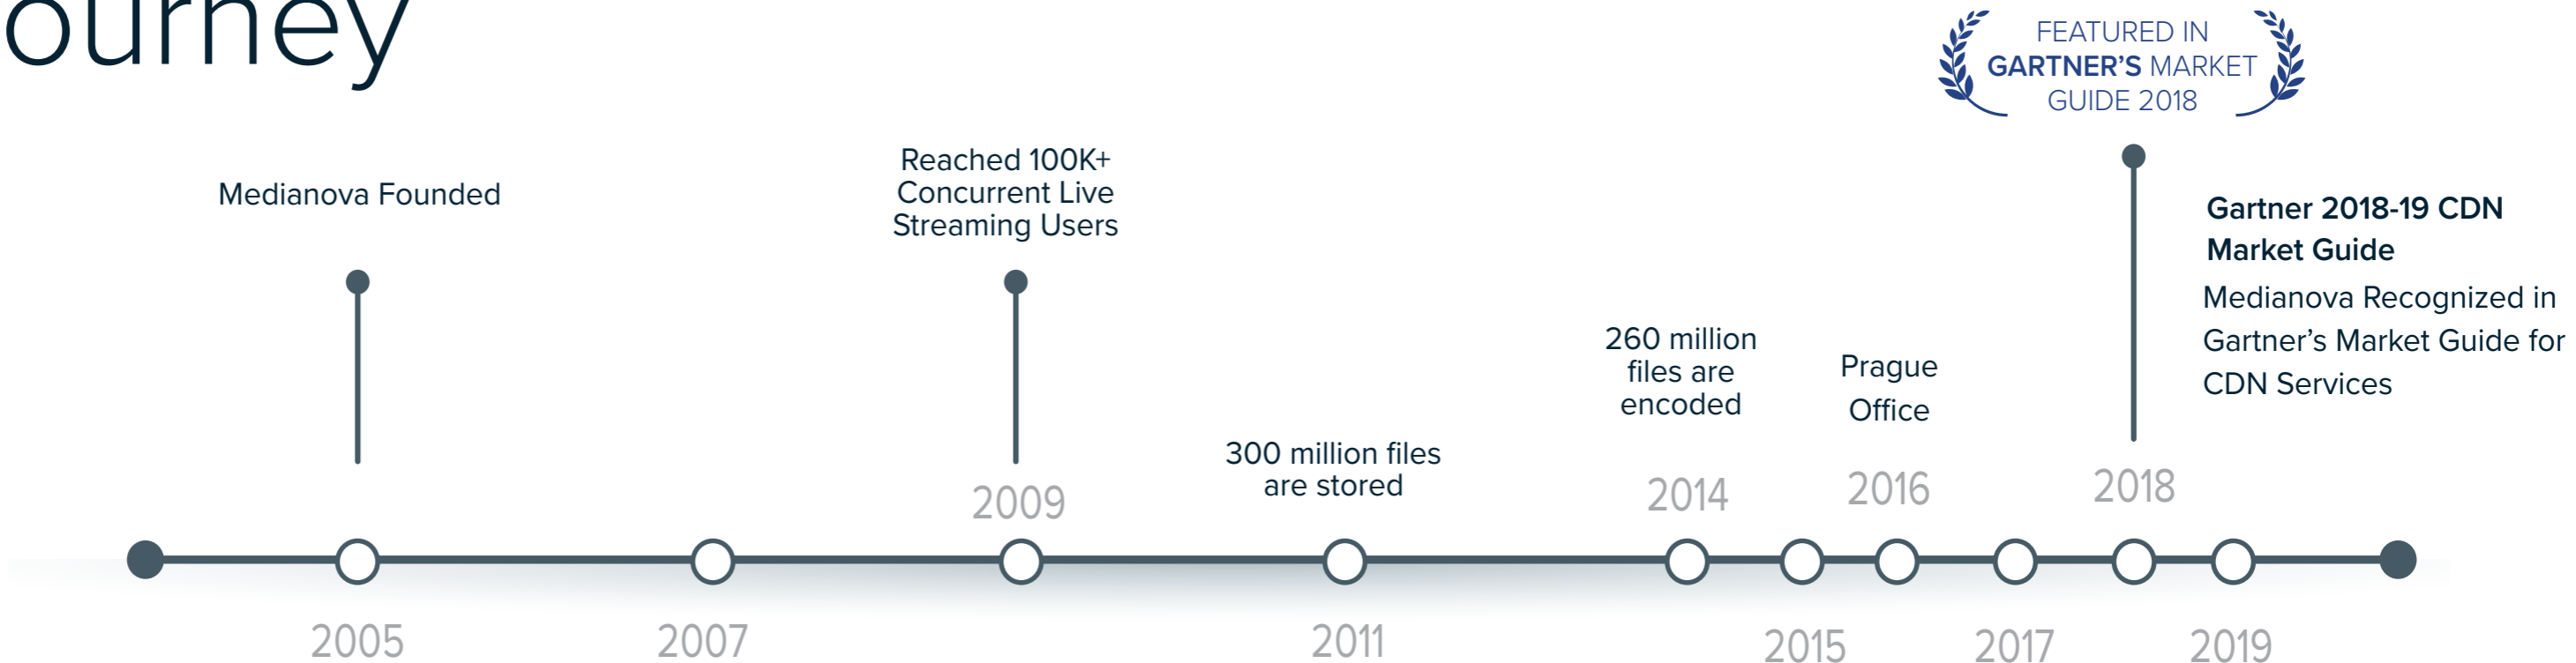 ourney
FEATURED IN
GARTNER’S MARKET
GUIDE 2018
Medianova Founded
Reached 100K+
Concurrent Live
Streaming Users
300 million files
are stored
260 million
files are
encoded
Prague
Office
Gartner 2018-19 CDN
Market Guide
Medianova Recognized in
Gartner’s Market Guide for
CDN Services
2009
2014
2016
2018
2005
2007
2011
2015
2017
2019